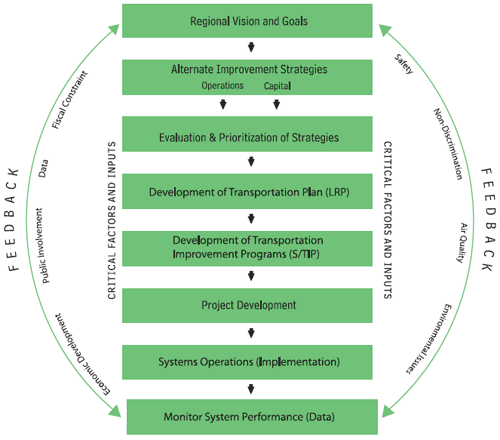 Regional Vision and Goals
Alternate Improvement Strategies
Operations Capital
Evaluation & Prioritization of Strategies
Development of Transportation Plan (LRP)
Development of Transportation
Improvement Programs (S/TIP)
Project Development
Systems Operations (Implementation)
Monitor System Performance (Data)
FEEDBACK
Fiscal Constraint
Data
Public Involvement
Economic Development
CRITICAL FACTORS AND INPUTS
CRITICAL FACTORS AND INPUTS
Safety
Non-Discrimination
Air Quality
Environmental Issues
FEEDBACK